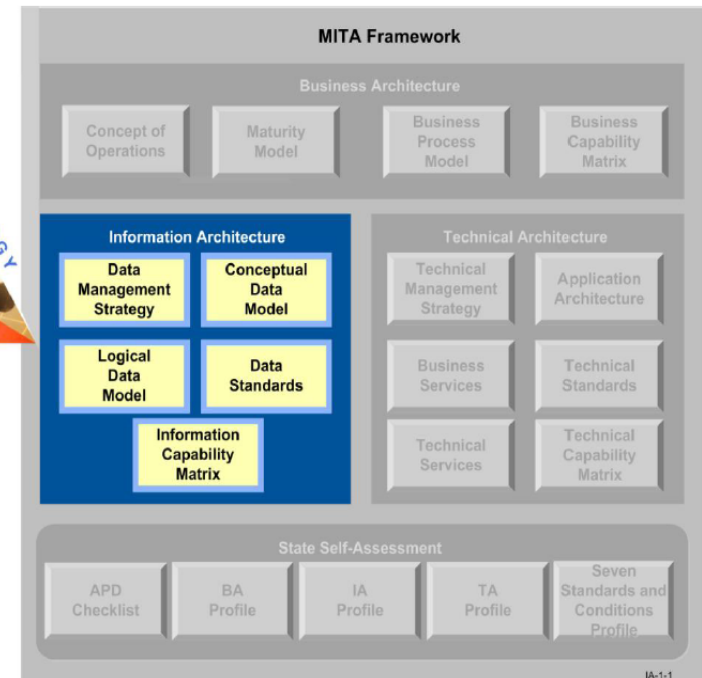 MITA Framework
Business Architecture
Concept of
Operations
Maturity
Model
Business
Process
Model
Business
Capability
Matrix
Information Architecture
Data
Management
Strategy
Conceptual
Data
Model
Logical
Data
Model
Data
Standards
Information
Capability
Matrix
Technical Architecture
Technical
Management
Strategy
Application
Architecture
Business
Services
Technical
Standards
Technical
Services
Technical
Capability
Matrix
State Self-Assessment
APD
Checklist
BA
Profile
IA
Profile
TA
Profile
Seven
Standards and
Conditions
Profile
IA-1-1